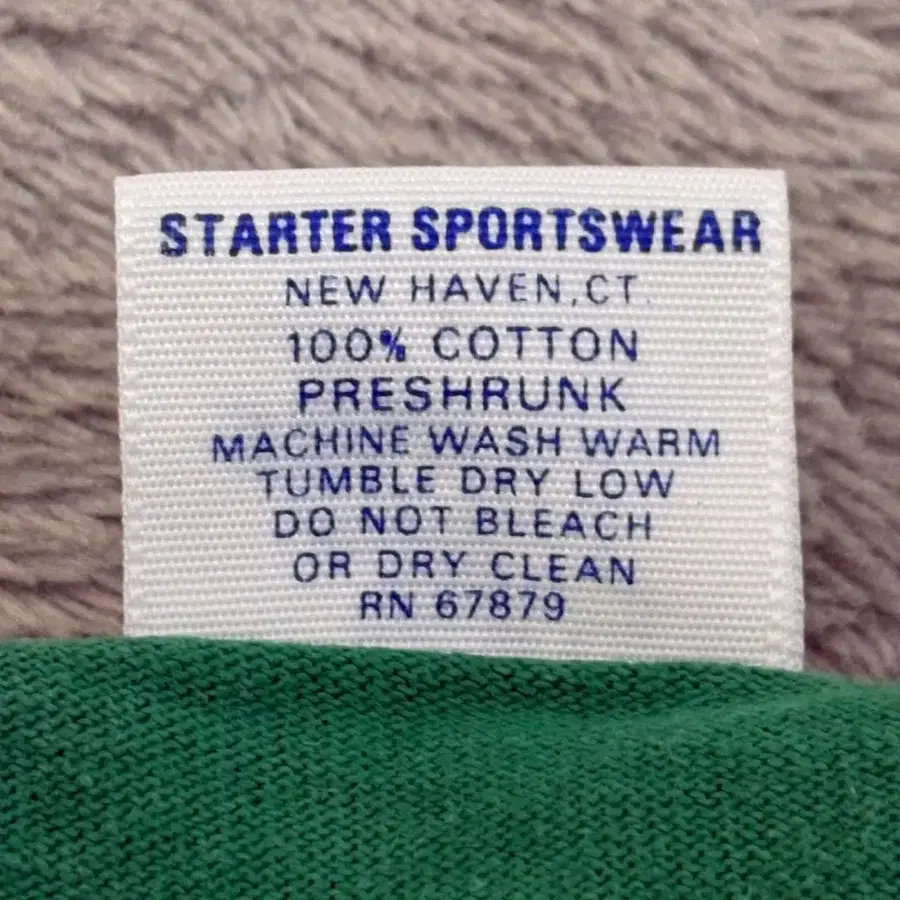 STARTER SPORTSWEAR
NEW HAVEN, CT.
100% COTTON
PRESHRUNK
MACHINE WASH WARM
TUMBLE DRY LOW
DO NOT BLEACH
OR DRY CLEAN
RN 67879